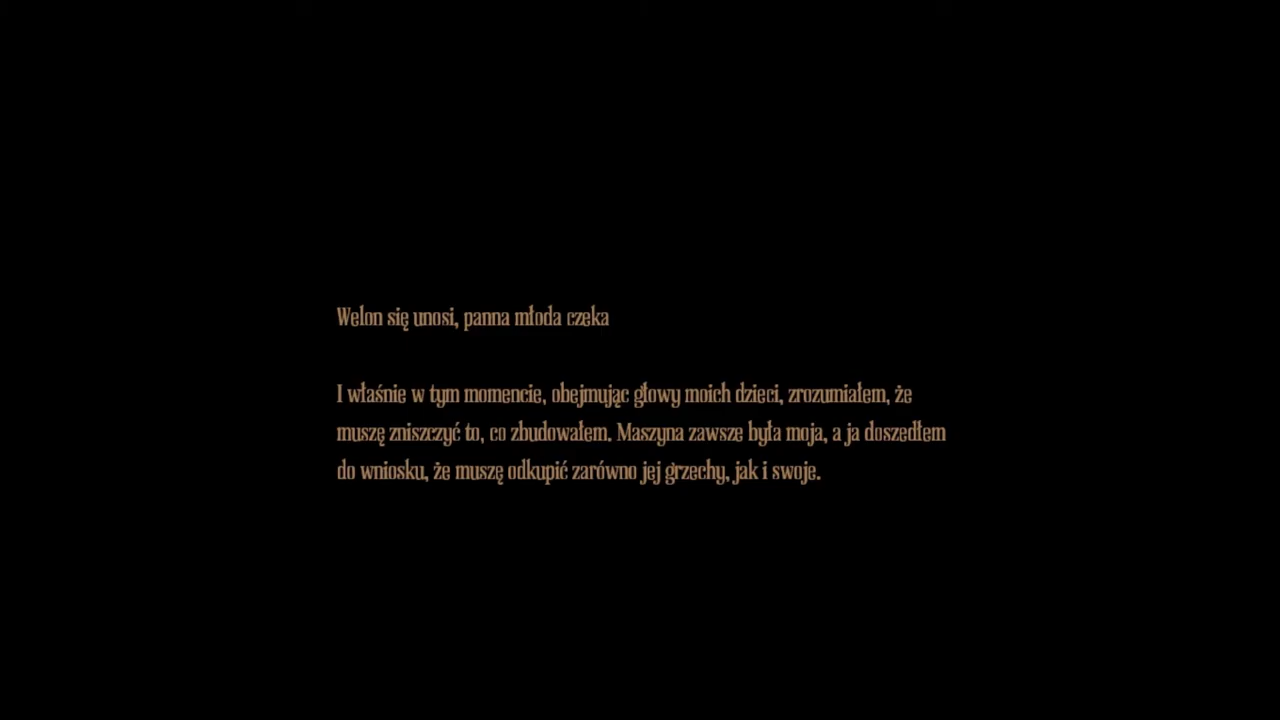 Welon się unosi, panna młoda czeka
I właśnie w tym momencie, obejmując głowy moich dzieci, zrozumiałem, że
muszę zniszczyć to, co zbudowałem. Maszyna zawsze była moja, a ja doszedłem
do wniosku, że muszę odkupić zarówno jej grzechy, jak i swoje.